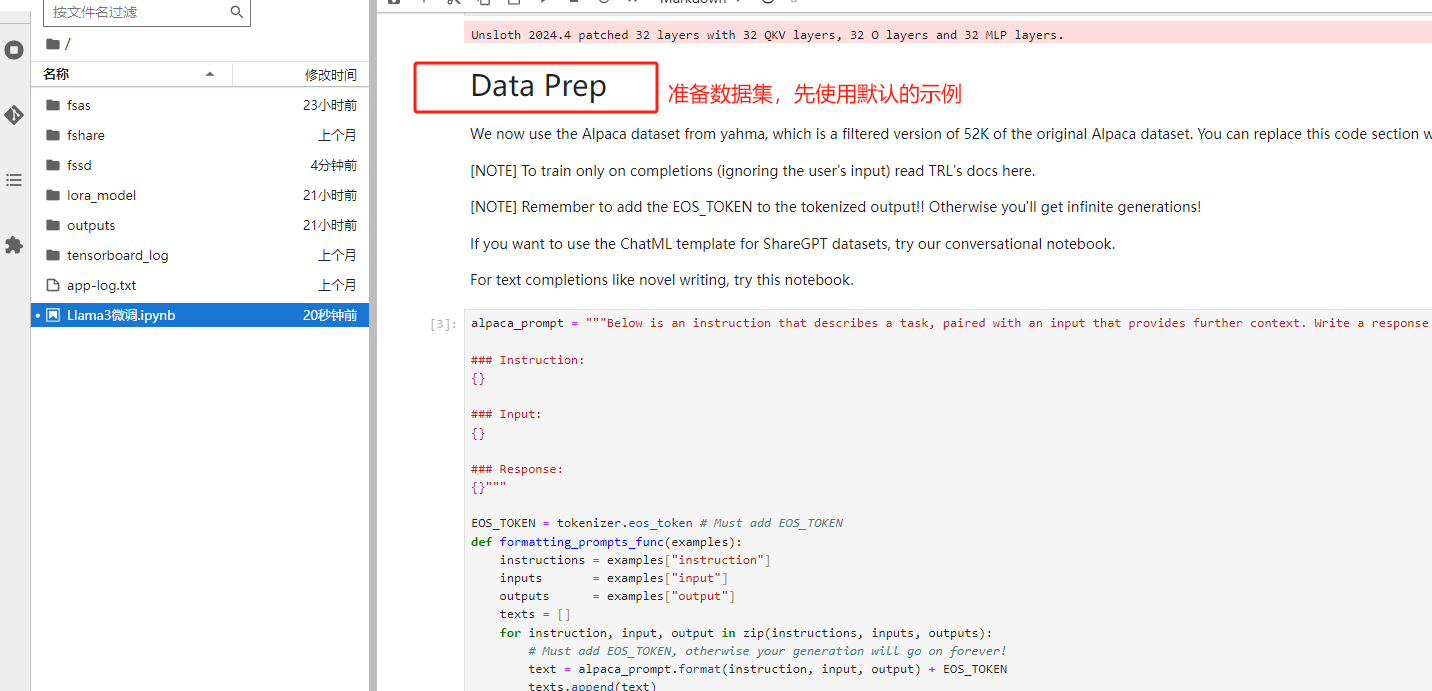 按文件名过滤
/
名称 修改时间
fsas 23小时前
fshare 上个月
fssd 4分钟前
lora_model 21小时前
outputs 21小时前
tensorboard_log 上个月
app-log.txt 上个月
Llama3微调.ipynb 20秒钟前
Markdown
Unsloth 2024.4 patched 32 layers with 32 QKV layers, 32 O layers and 32 MLP layers.
Data Prep 准备数据集，先使用默认的示例
We now use the Alpaca dataset from yahma, which is a filtered version of 52K of the original Alpaca dataset. You can replace this code section
[NOTE] To train only on completions (ignoring the user's input) read TRL's docs here.
[NOTE] Remember to add the EOS_TOKEN to the tokenized output!! Otherwise you'll get infinite generations!
If you want to use the ChatML template for ShareGPT datasets, try our conversational notebook.
For text completions like novel writing, try this notebook.
[3]: alpaca_prompt = """Below is an instruction that describes a task, paired with an input that provides further context. Write a response
### Instruction:
{}
### Input:
{}
### Response:
{}"""
EOS_TOKEN = tokenizer.eos_token # Must add EOS_TOKEN
def formatting_prompts_func(examples):
instructions = examples["instruction"]
inputs = examples["input"]
outputs = examples["output"]
texts = []
for instruction, input, output in zip(instructions, inputs, outputs):
# Must add EOS_TOKEN, otherwise your generation will go on forever!
text = alpaca_prompt.format(instruction, input, output) + EOS_TOKEN
texts.append(text)